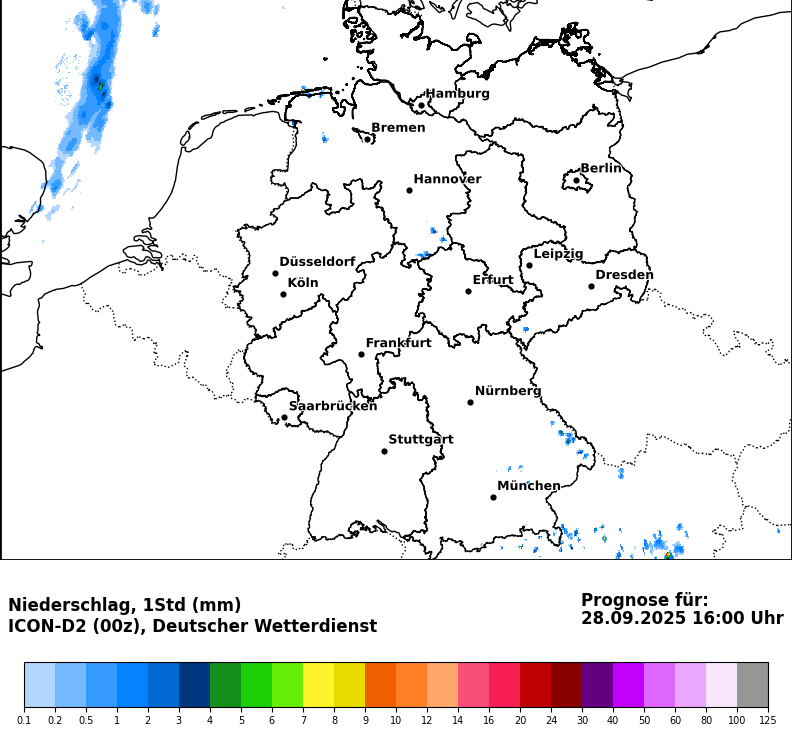 Hamburg
Bremen
Hannover
Berlin
Düsseldorf
Köln
Leipzig
Erfurt
Dresden
Frankfurt
Nürnberg
Saarbrücken
Stuttgart
München
Niederschlag, 1Std (mm)
ICON-D2 (00z), Deutscher Wetterdienst
Prognose für:
28.09.2025 16:00 Uhr
0.1 0.2 0.5 1 2 3 4 5 6 7 8 9 10 12 14 16 20 24 30 40 50 60 80 100 125